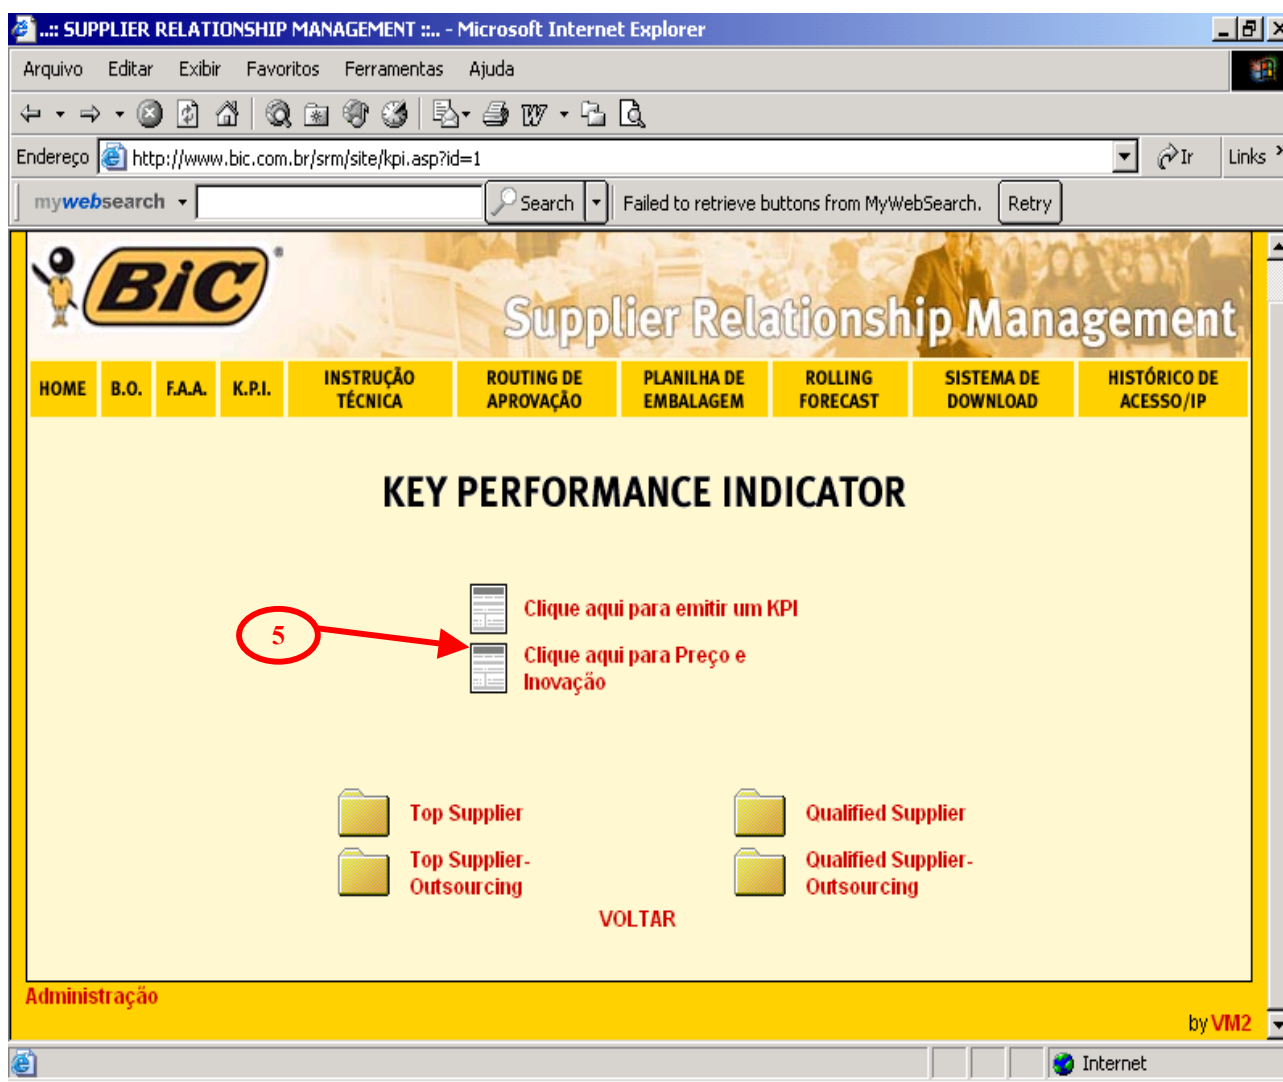 ..:: SUPPLIER RELATIONSHIP MANAGEMENT ::.. - Microsoft Internet Explorer
Arquivo Editar Exibir Favoritos Ferramentas Ajuda
Endereço http://www.bic.com.br/srm/site/kpi.asp?id=1 Ir Links
mywebsearch Search Failed to retrieve buttons from MyWebSearch. Retry
BiC
Supplier Relationship Management
HOME B.O. F.A.A. K.P.I. INSTRUÇÃO TÉCNICA ROUTING DE APROVAÇÃO PLANILHA DE EMBALAGEM ROLLING FORECAST SISTEMA DE DOWNLOAD HISTÓRICO DE ACESSO/IP
KEY PERFORMANCE INDICATOR
Clique aqui para emitir um KPI
5
Clique aqui para Preço e
Inovação
Top Supplier Qualified Supplier
Top Supplier- Qualified Supplier-
Outsourcing Outsourcing
VOLTAR
Administração
by VM2
Internet